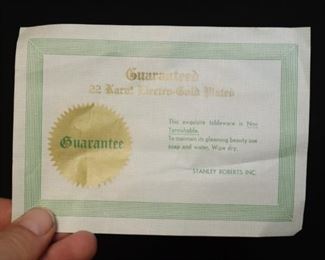 Guaranteed
22 Karat Electro-Gold Plated
Guarantee
This exquisite tableware is Non
Tarnishable.
To maintain its gleaming beauty use
soap and water. Wipe dry.
STANLEY ROBERTS INC.